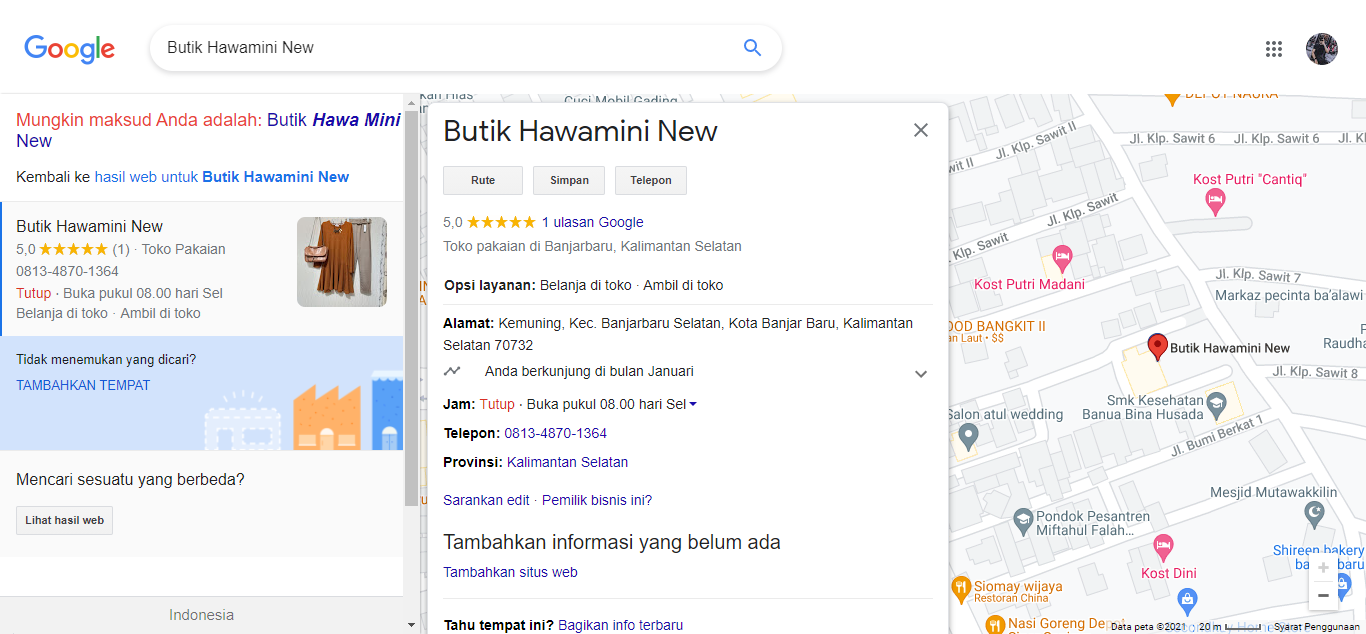 Google
Butik Hawamini New
Mungkin maksud Anda adalah: Butik Hawa Mini
New
Kembali ke hasil web untuk Butik Hawamini New
Butik Hawamini New
5,0 (1) · Toko Pakaian
0813-4870-1364
Tutup · Buka pukul 08.00 hari Sel
Belanja di toko · Ambil di toko
Tidak menemukan yang dicari?
TAMBAHKAN TEMPAT
Mencari sesuatu yang berbeda?
Lihat hasil web
Indonesia
Butik Hawamini New
Rute
Simpan
Telepon
5,0 1 ulasan Google
Toko pakaian di Banjarbaru, Kalimantan Selatan
Opsi layanan: Belanja di toko · Ambil di toko
Alamat: Kemuning, Kec. Banjarbaru Selatan, Kota Banjar Baru, Kalimantan
Selatan 70732
Anda berkunjung di bulan Januari
Jam: Tutup · Buka pukul 08.00 hari Sel
Telepon: 0813-4870-1364
Provinsi: Kalimantan Selatan
Sarankan edit · Pemilik bisnis ini?
Tambahkan informasi yang belum ada
Tambahkan situs web
Tahu tempat ini? Bagikan info terbaru
Cuci Mobil Gading
DEPOT NAURA
Jl. Klp. Sawit II
Jl. Klp. Sawit 6
Jl. Klp. Sawit 6
Kost Putri "Cantiq"
Jl. Klp. Sawit
Kost Putri Madani
Jl. Klp. Sawit 7
Markaz pecinta ba'alawi
OOD BANGKIT II
an Laut · $$
Butik Hawamini New
Raudha
Jl. Klp. Sawit 8
Smk Kesehatan
Banua Bina Husada
Salon atul wedding
Jl. Bumi Berkat 1
Mesjid Mutawakkilin
Pondok Pesantren
Miftahul Falah...
Kost Dini
Shireen bakery
Siomay wijaya
Restoran China
Nasi Goreng De
Data peta ©2021
20 m
Syarat Penggunaan